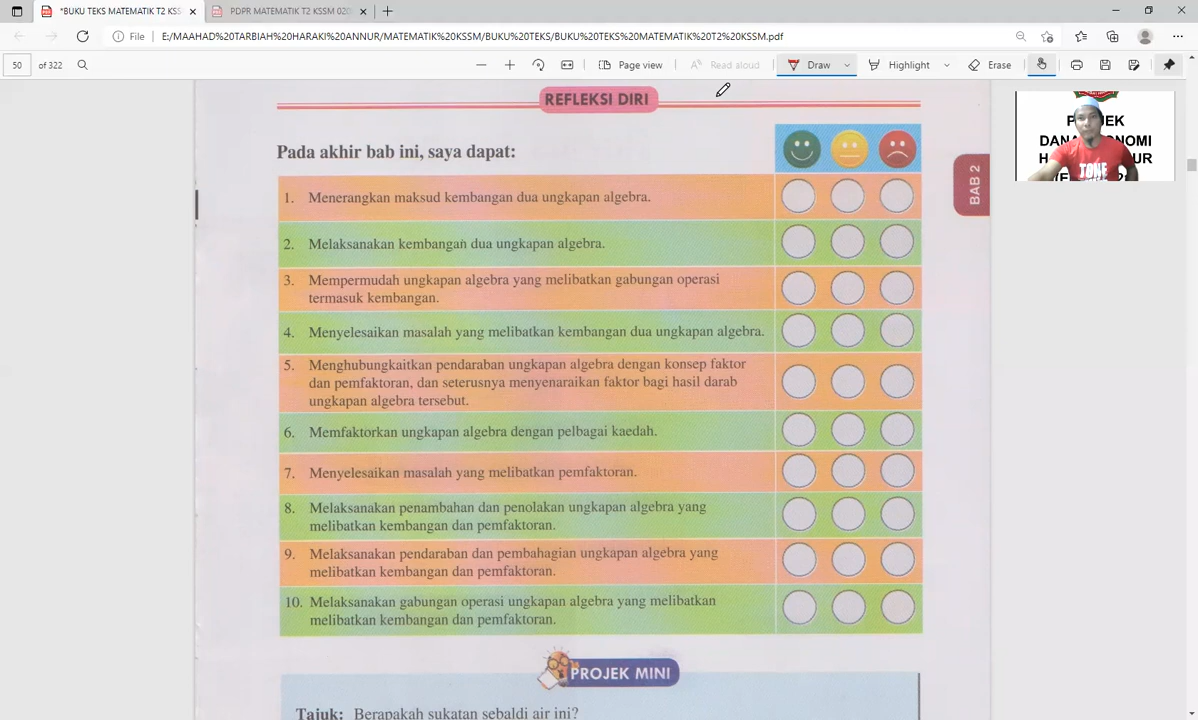 *BUKU TEKS MATEMATIK T2 KSS
PDPR MATEMATIK T2 KSSM 020
File
E:/MAAHAD%20TARBIAH%20HARAKI%20ANNUR/MATEMATIK%20KSSM/BUKU%20TEKS/BUKU%20TEKS%20MATEMATIK%20T2%20KSSM.pdf
50 of 322
Page view
Read aloud
Draw
Highlight
Erase
REFLEKSI DIRI
Pada akhir bab ini, saya dapat:
1. Menerangkan maksud kembangan dua ungkapan algebra.
2. Melaksanakan kembangan dua ungkapan algebra.
3. Mempermudah ungkapan algebra yang melibatkan gabungan operasi
termasuk kembangan.
4. Menyelesaikan masalah yang melibatkan kembangan dua ungkapan algebra.
5. Menghubungkaitkan pendaraban ungkapan algebra dengan konsep faktor
dan pemfaktoran, dan seterusnya menyenaraikan faktor bagi hasil darab
ungkapan algebra tersebut.
6. Memfaktorkan ungkapan algebra dengan pelbagai kaedah.
7. Menyelesaikan masalah yang melibatkan pemfaktoran.
8. Melaksanakan penambahan dan penolakan ungkapan algebra yang
melibatkan kembangan dan pemfaktoran.
9. Melaksanakan pendaraban dan pembahagian ungkapan algebra yang
melibatkan kembangan dan pemfaktoran.
10. Melaksanakan gabungan operasi ungkapan algebra yang melibatkan
melibatkan kembangan dan pemfaktoran.
BAB 2
PROJEK MINI
Tajuk: Berapakah sukatan sebaldi air ini?